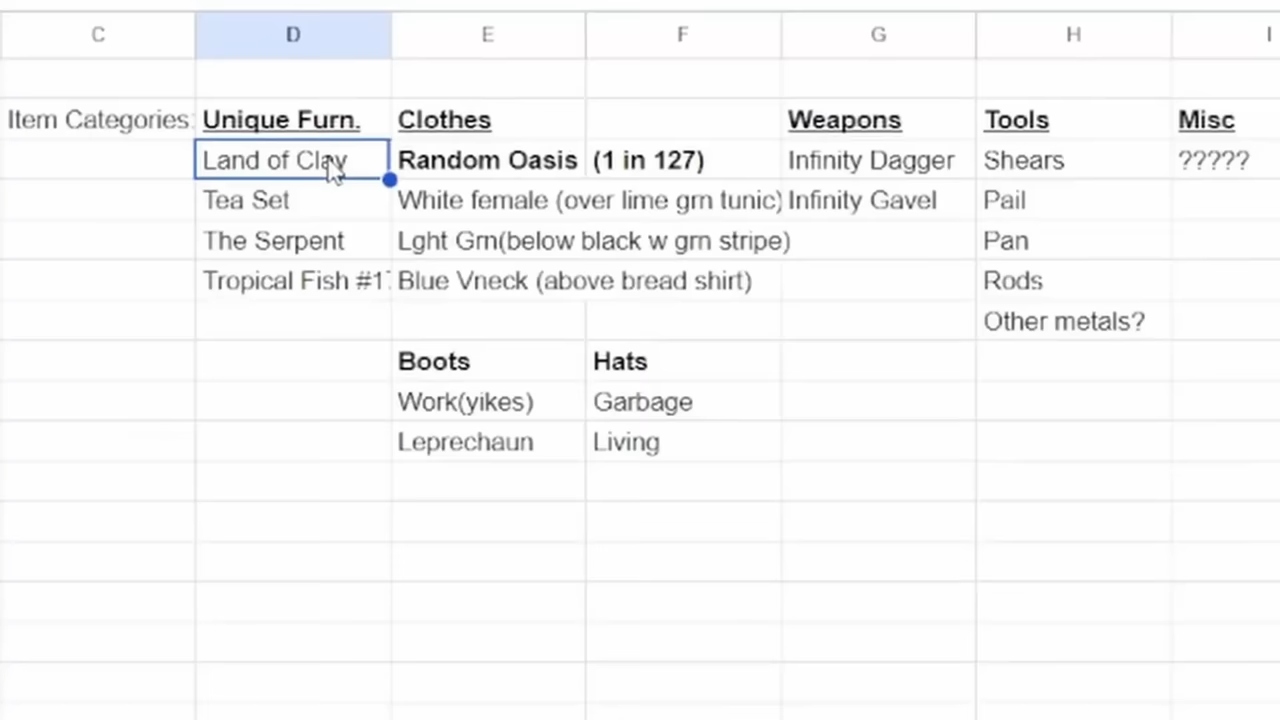 C D E F G H I
Item Categories: Unique Furn. Clothes Weapons Tools Misc
Land of Clay Random Oasis (1 in 127) Infinity Dagger Shears ?????
Tea Set White female (over lime grn tunic) Infinity Gavel Pail
The Serpent Lght Grn(below black w grn stripe) Pan
Tropical Fish #1 Blue Vneck (above bread shirt) Rods
Other metals?
Boots Hats
Work(yikes) Garbage
Leprechaun Living